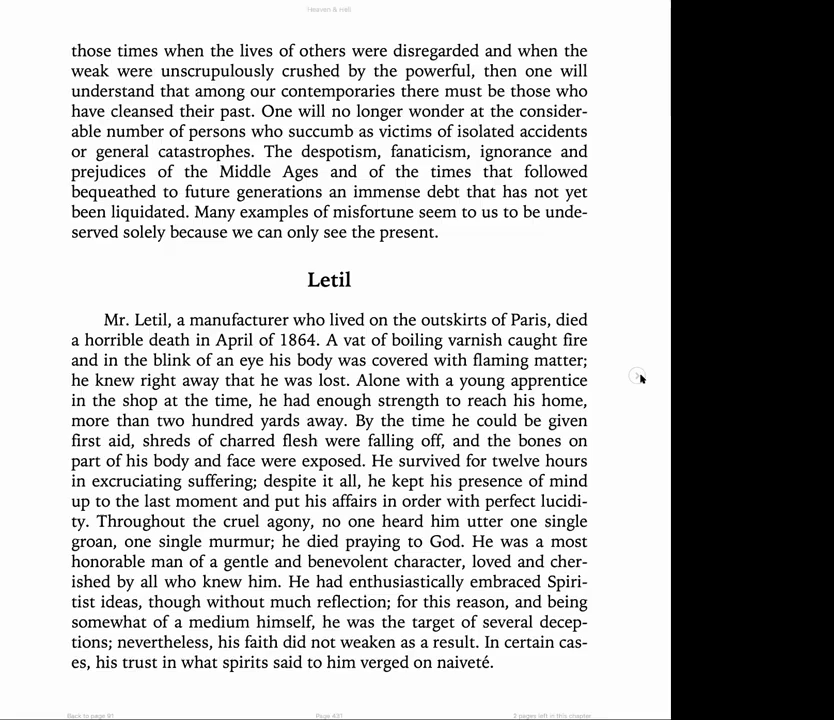 Heaven & Hell
those times when the lives of others were disregarded and when the
weak were unscrupulously crushed by the powerful, then one will
understand that among our contemporaries there must be those who
have cleansed their past. One will no longer wonder at the consider-
able number of persons who succumb as victims of isolated accidents
or general catastrophes. The despotism, fanaticism, ignorance and
prejudices of the Middle Ages and of the times that followed
bequeathed to future generations an immense debt that has not yet
been liquidated. Many examples of misfortune seem to us to be unde-
served solely because we can only see the present.
Letil
Mr. Letil, a manufacturer who lived on the outskirts of Paris, died
a horrible death in April of 1864. A vat of boiling varnish caught fire
and in the blink of an eye his body was covered with flaming matter;
he knew right away that he was lost. Alone with a young apprentice
in the shop at the time, he had enough strength to reach his home,
more than two hundred yards away. By the time he could be given
first aid, shreds of charred flesh were falling off, and the bones on
part of his body and face were exposed. He survived for twelve hours
in excruciating suffering; despite it all, he kept his presence of mind
up to the last moment and put his affairs in order with perfect lucidi-
ty. Throughout the cruel agony, no one heard him utter one single
groan, one single murmur; he died praying to God. He was a most
honorable man of a gentle and benevolent character, loved and cher-
ished by all who knew him. He had enthusiastically embraced Spiri-
tist ideas, though without much reflection; for this reason, and being
somewhat of a medium himself, he was the target of several decep-
tions; nevertheless, his faith did not weaken as a result. In certain cas-
es, his trust in what spirits said to him verged on naiveté.
Back to page 91 Page 431 2 pages left in this chapter